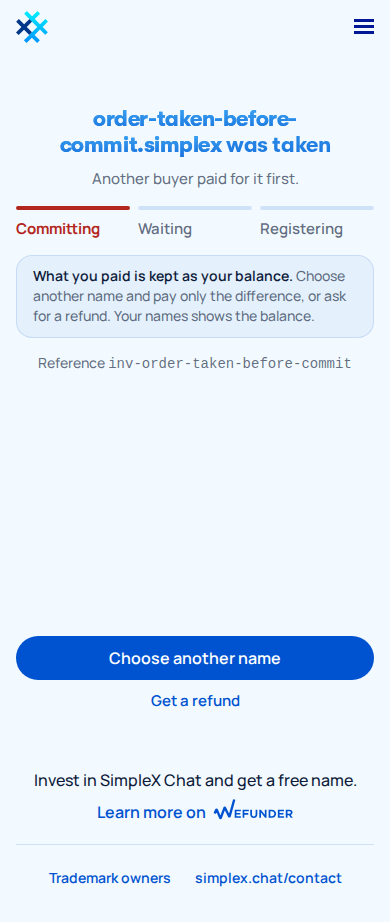 order-taken-before-
commit.simplex was taken
Another buyer paid for it first.
Committing Waiting Registering
What you paid is kept as your balance. Choose
another name and pay only the difference, or ask
for a refund. Your names shows the balance.
Reference inv-order-taken-before-commit
Choose another name
Get a refund
Invest in SimpleX Chat and get a free name.
Learn more on WEFUNDER
Trademark owners simplex.chat/contact